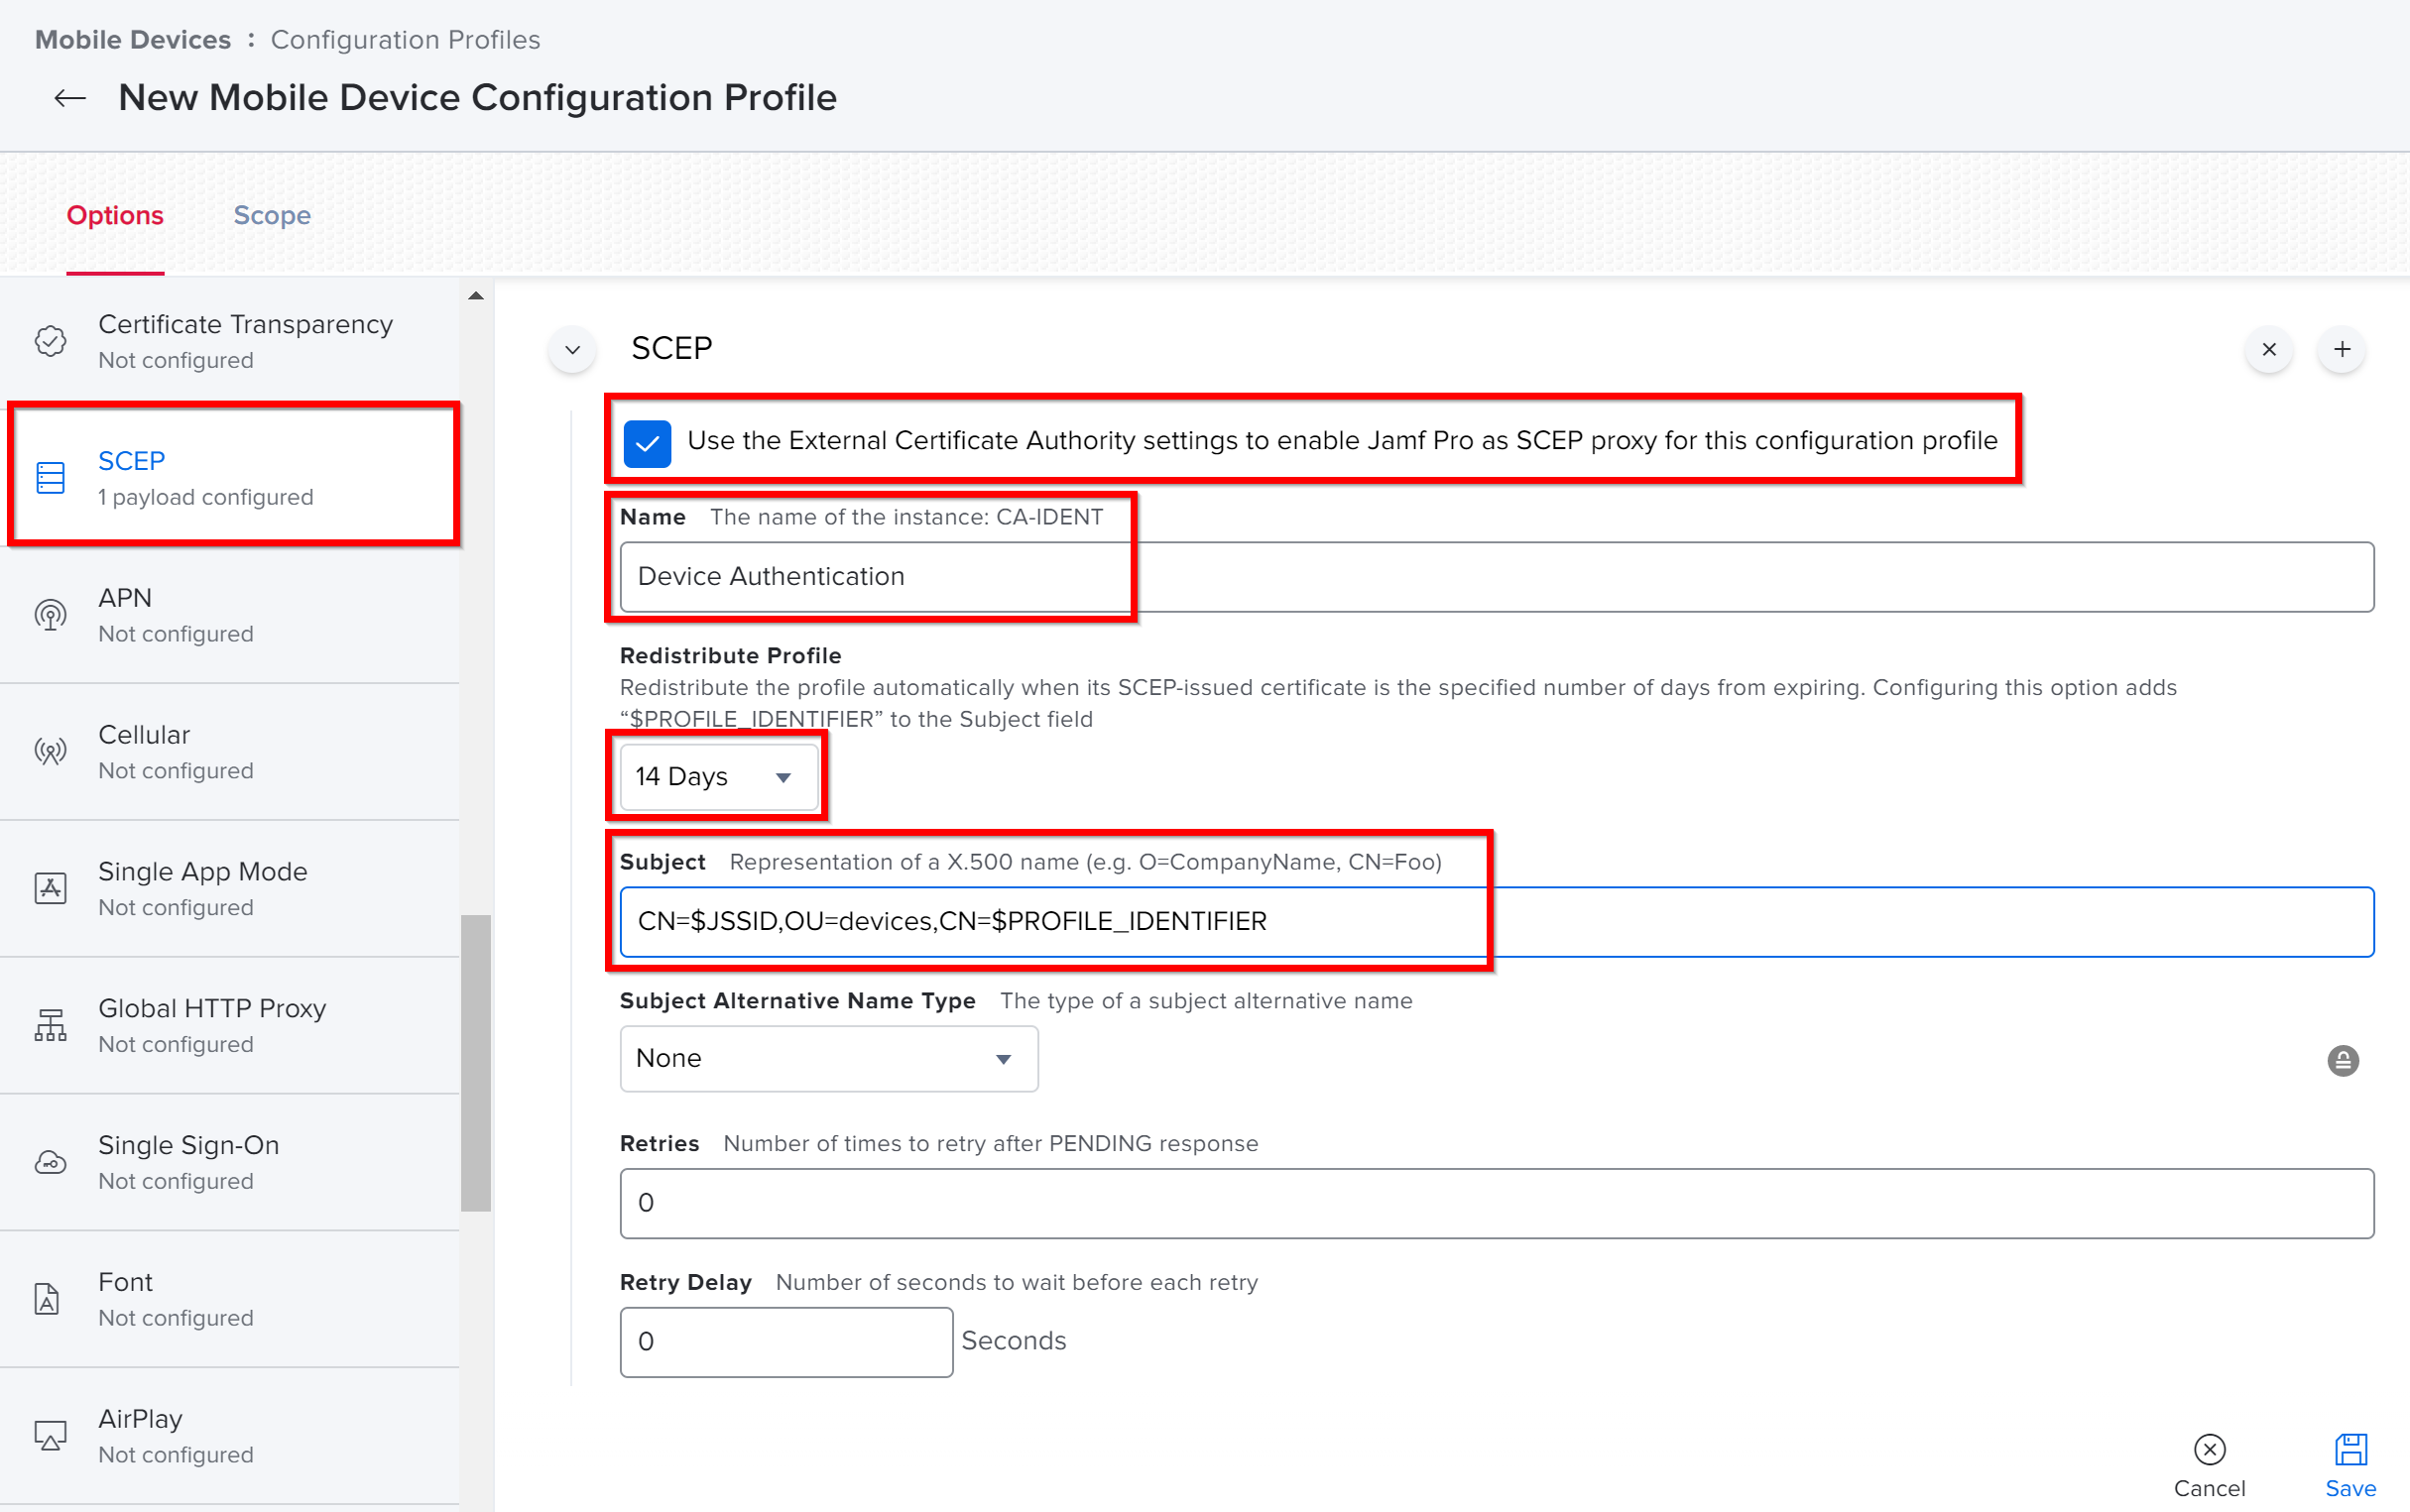 Mobile Devices : Configuration Profiles
New Mobile Device Configuration Profile
Options Scope
Certificate Transparency
Not configured
SCEP
1 payload configured
APN
Not configured
Cellular
Not configured
Single App Mode
Not configured
Global HTTP Proxy
Not configured
Single Sign-On
Not configured
Font
Not configured
AirPlay
Not configured
SCEP
Use the External Certificate Authority settings to enable Jamf Pro as SCEP proxy for this configuration profile
Name The name of the instance: CA-IDENT
Device Authentication
Redistribute Profile
Redistribute the profile automatically when its SCEP-issued certificate is the specified number of days from expiring. Configuring this option adds
“$PROFILE_IDENTIFIER” to the Subject field
14 Days
Subject Representation of a X.500 name (e.g. O=CompanyName, CN=Foo)
CN=$JSSID,OU=devices,CN=$PROFILE_IDENTIFIER
Subject Alternative Name Type The type of a subject alternative name
None
Retries Number of times to retry after PENDING response
0
Retry Delay Number of seconds to wait before each retry
0 Seconds
Cancel Save